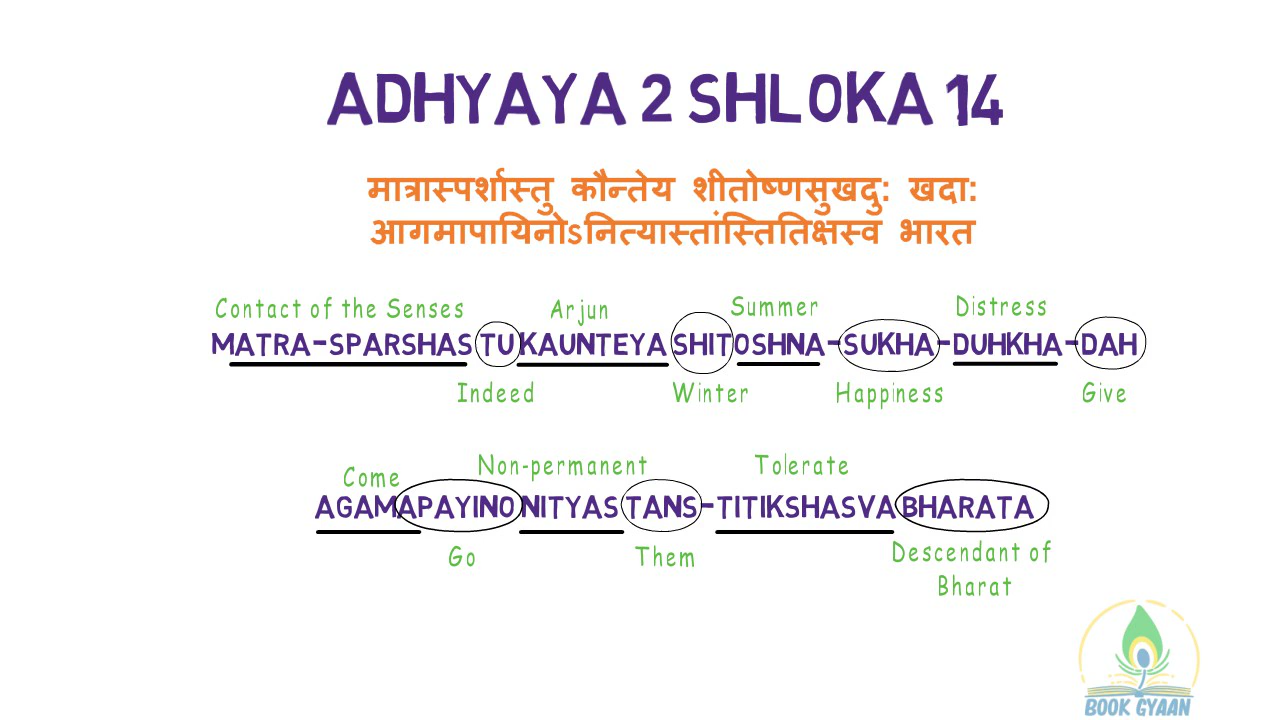 ADHYAYA 2 SHLOKA 14
मात्रास्पर्शास्तु कौन्तेय शीतोष्णसुखदु: खदा:
आगमापायिनोऽनित्यास्तांस्तितिक्षस्व भारत
Contact of the Senses Arjun Summer Distress
MATRA-SPARSHAS TU KAUNTEYA SHITOSHNA-SUKHA-DUHKHA-DAH
Indeed Winter Happiness Give
Come Non-permanent Tolerate
AGAMAPAYINO NITYAS TANS-TITIKSHASVA BHARATA
Go Them Descendant of
Bharat
BOOK GYAAN